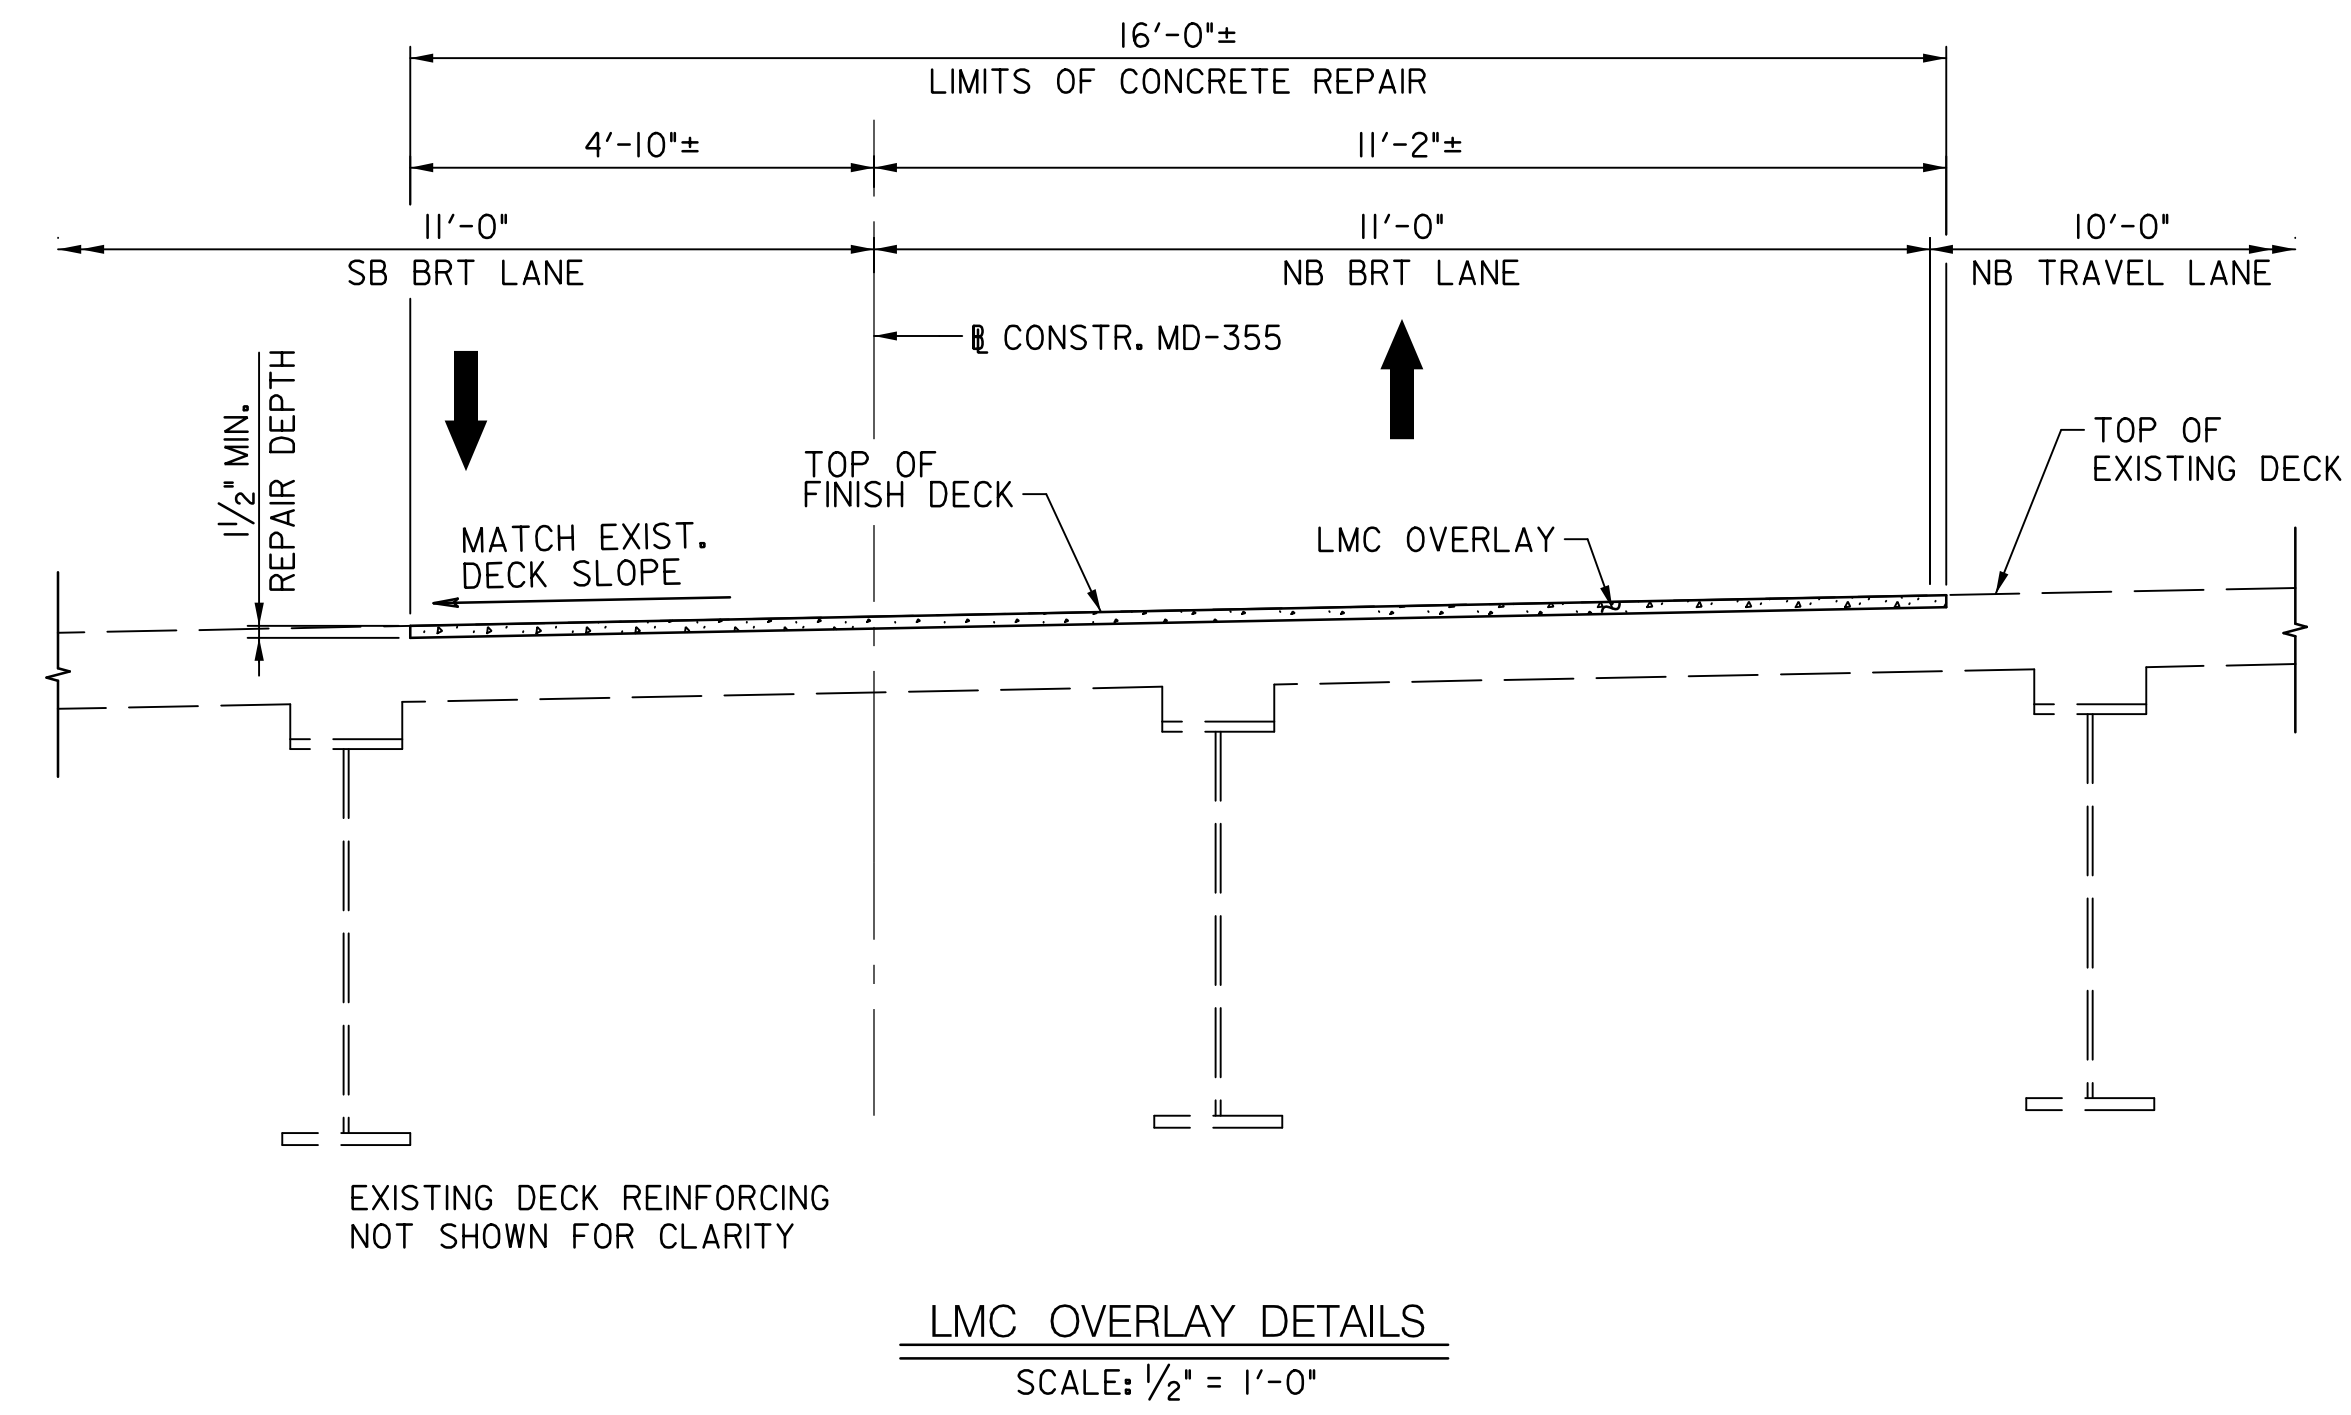 16'-0"±
LIMITS OF CONCRETE REPAIR
4'-10"±
11'-2"±
11'-0"
SB BRT LANE
11'-0"
NB BRT LANE
10'-0"
NB TRAVEL LANE
℄ CONSTR. MD-355
1 1/2" MIN.
REPAIR DEPTH
TOP OF
FINISH DECK
MATCH EXIST.
DECK SLOPE
LMC OVERLAY
TOP OF
EXISTING DECK
EXISTING DECK REINFORCING
NOT SHOWN FOR CLARITY
LMC OVERLAY DETAILS
SCALE: 1/2" = 1'-0"